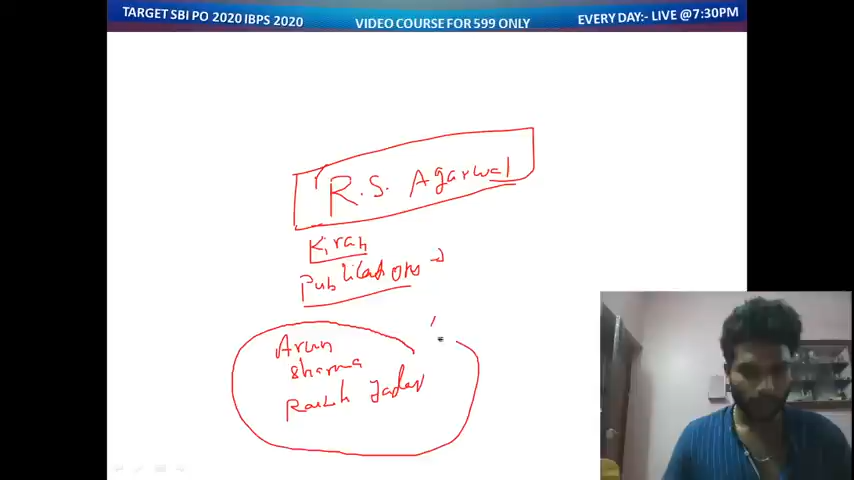 TARGET SBI PO 2020 IBPS 2020
VIDEO COURSE FOR 599 ONLY
EVERY DAY:- LIVE @7:30PM
R.S. Agarwal
Kiran
Publications
Arun
Sharma
Rakesh Yadav